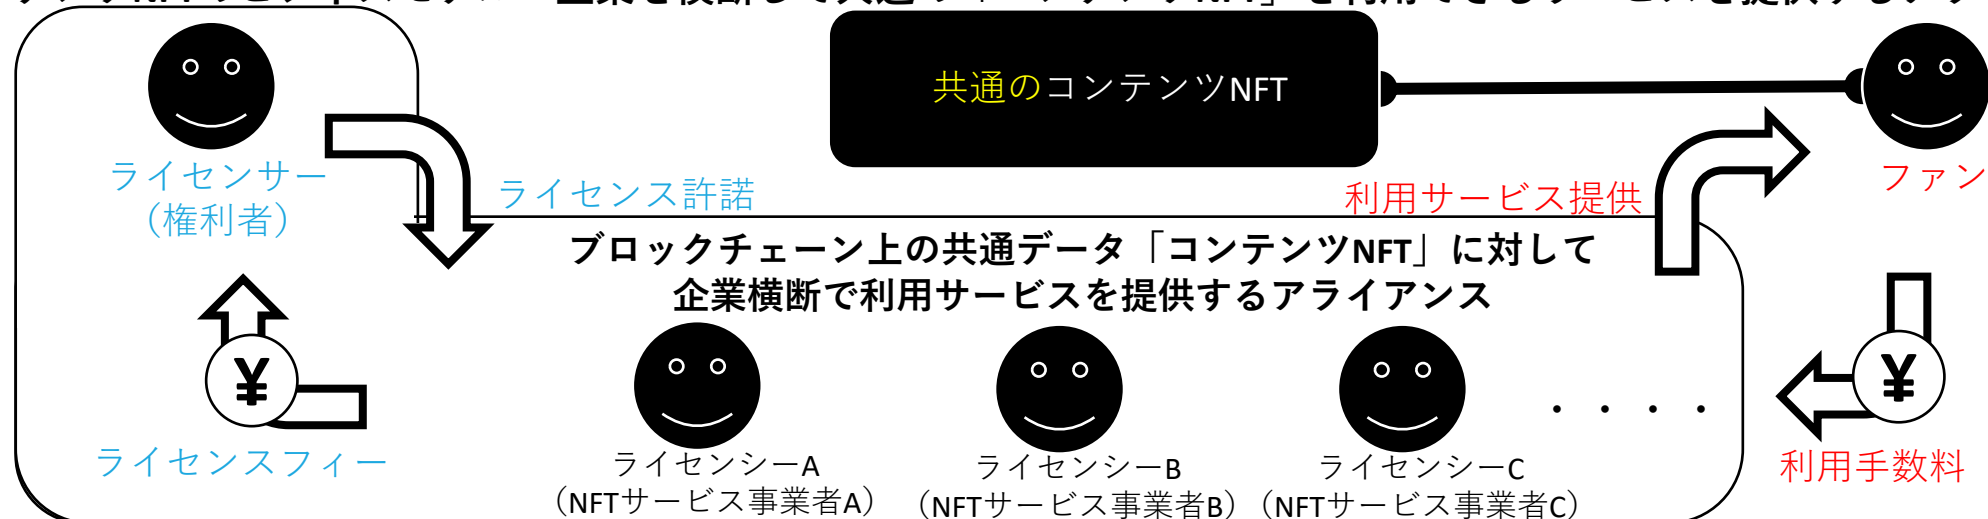 共通のコンテンツNFT
ライセンサー
（権利者）
ライセンス許諾
利用サービス提供
ファン
ブロックチェーン上の共通データ「コンテンツNFT」に対して
企業横断で利用サービスを提供するアライアンス
¥
¥
ライセンスフィー
ライセンシーA
（NFTサービス事業者A）
ライセンシーB
（NFTサービス事業者B）
ライセンシーC
（NFTサービス事業者C）
・・・・
利用手数料